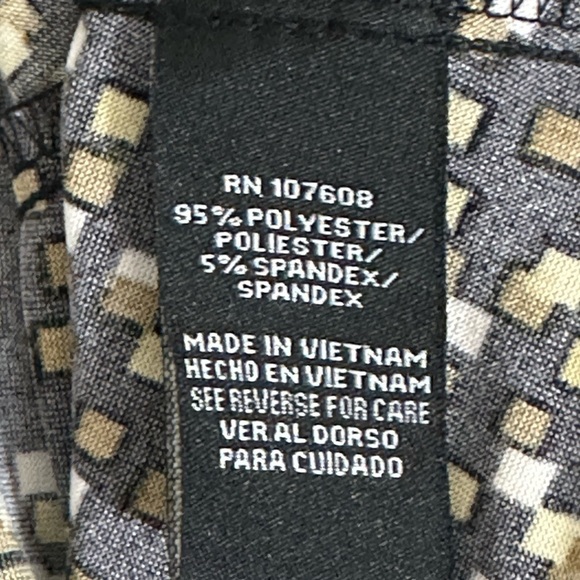 RN 107608
95% POLYESTER/
POLIESTER/
5% SPANDEX/
SPANDEX
MADE IN VIETNAM
HECHO EN VIETNAM
SEE REVERSE FOR CARE
VER AL DORSO
PARA CUIDADO